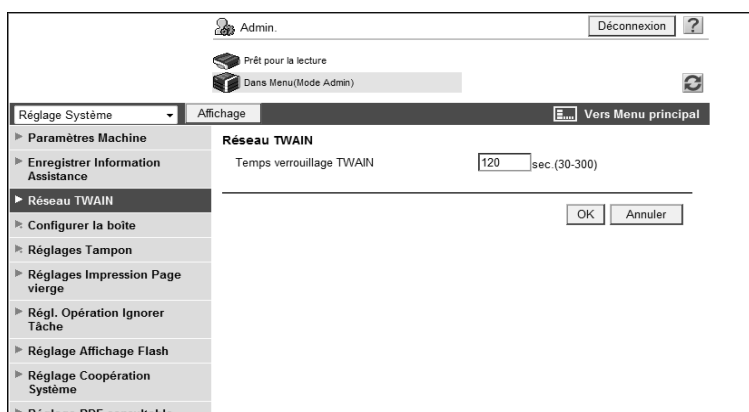 Admin.
Déconnexion
?
Prêt pour la lecture
Dans Menu(Mode Admin)
Réglage Système
Affichage
Vers Menu principal
Paramètres Machine
Enregistrer Information
Assistance
Réseau TWAIN
Configurer la boîte
Réglages Tampon
Réglages Impression Page
vierge
Régl. Opération Ignorer
Tâche
Réglage Affichage Flash
Réglage Coopération
Système
Réseau TWAIN
Temps verrouillage TWAIN
120 sec.(30-300)
OK
Annuler